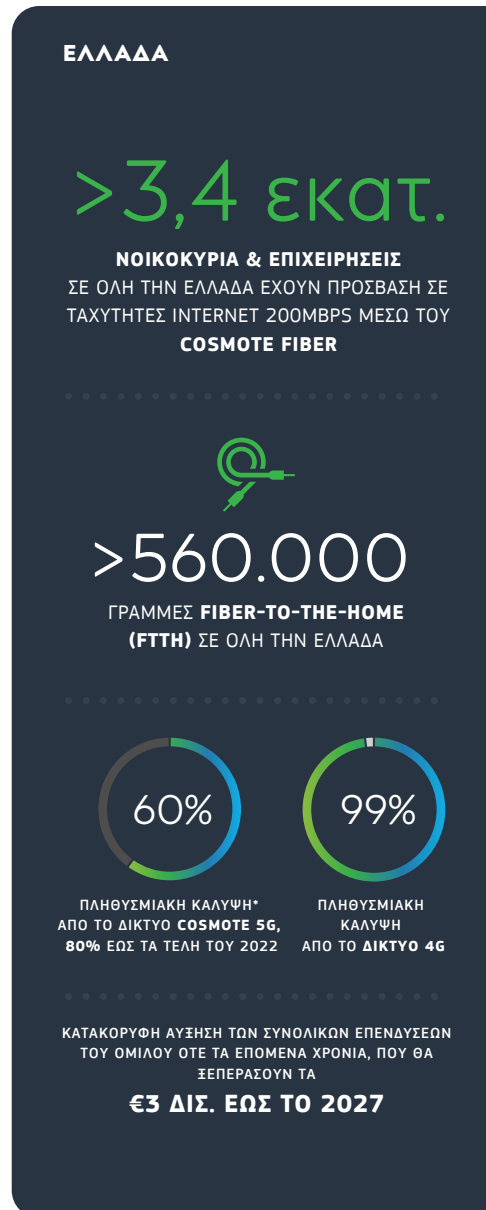 ΕΛΛΑΔΑ
>3,4 εκατ.
ΝΟΙΚΟΚΥΡΙΑ & ΕΠΙΧΕΙΡΗΣΕΙΣ
ΣΕ ΟΛΗ ΤΗΝ ΕΛΛΑΔΑ ΕΧΟΥΝ ΠΡΟΣΒΑΣΗ ΣΕ
ΤΑΧΥΤΗΤΕΣ INTERNET 200MBPS ΜΕΣΩ ΤΟΥ
COSMOTE FIBER
>560.000
ΓΡΑΜΜΕΣ FIBER-TO-THE-HOME
(FTTH) ΣΕ ΟΛΗ ΤΗΝ ΕΛΛΑΔΑ
60%
ΠΛΗΘΥΣΜΙΑΚΗ ΚΑΛΥΨΗ*
ΑΠΟ ΤΟ ΔΙΚΤΥΟ COSMOTE 5G,
80% ΕΩΣ ΤΑ ΤΕΛΗ ΤΟΥ 2022
99%
ΠΛΗΘΥΣΜΙΑΚΗ
ΚΑΛΥΨΗ
ΑΠΟ ΤΟ ΔΙΚΤΥΟ 4G
ΚΑΤΑΚΟΡΥΦΗ ΑΥΞΗΣΗ ΤΩΝ ΣΥΝΟΛΙΚΩΝ ΕΠΕΝΔΥΣΕΩΝ
ΤΟΥ ΟΜΙΛΟΥ ΟΤΕ ΤΑ ΕΠΟΜΕΝΑ ΧΡΟΝΙΑ, ΠΟΥ ΘΑ
ΞΕΠΕΡΑΣΟΥΝ ΤΑ
€3 ΔΙΣ. ΕΩΣ ΤΟ 2027